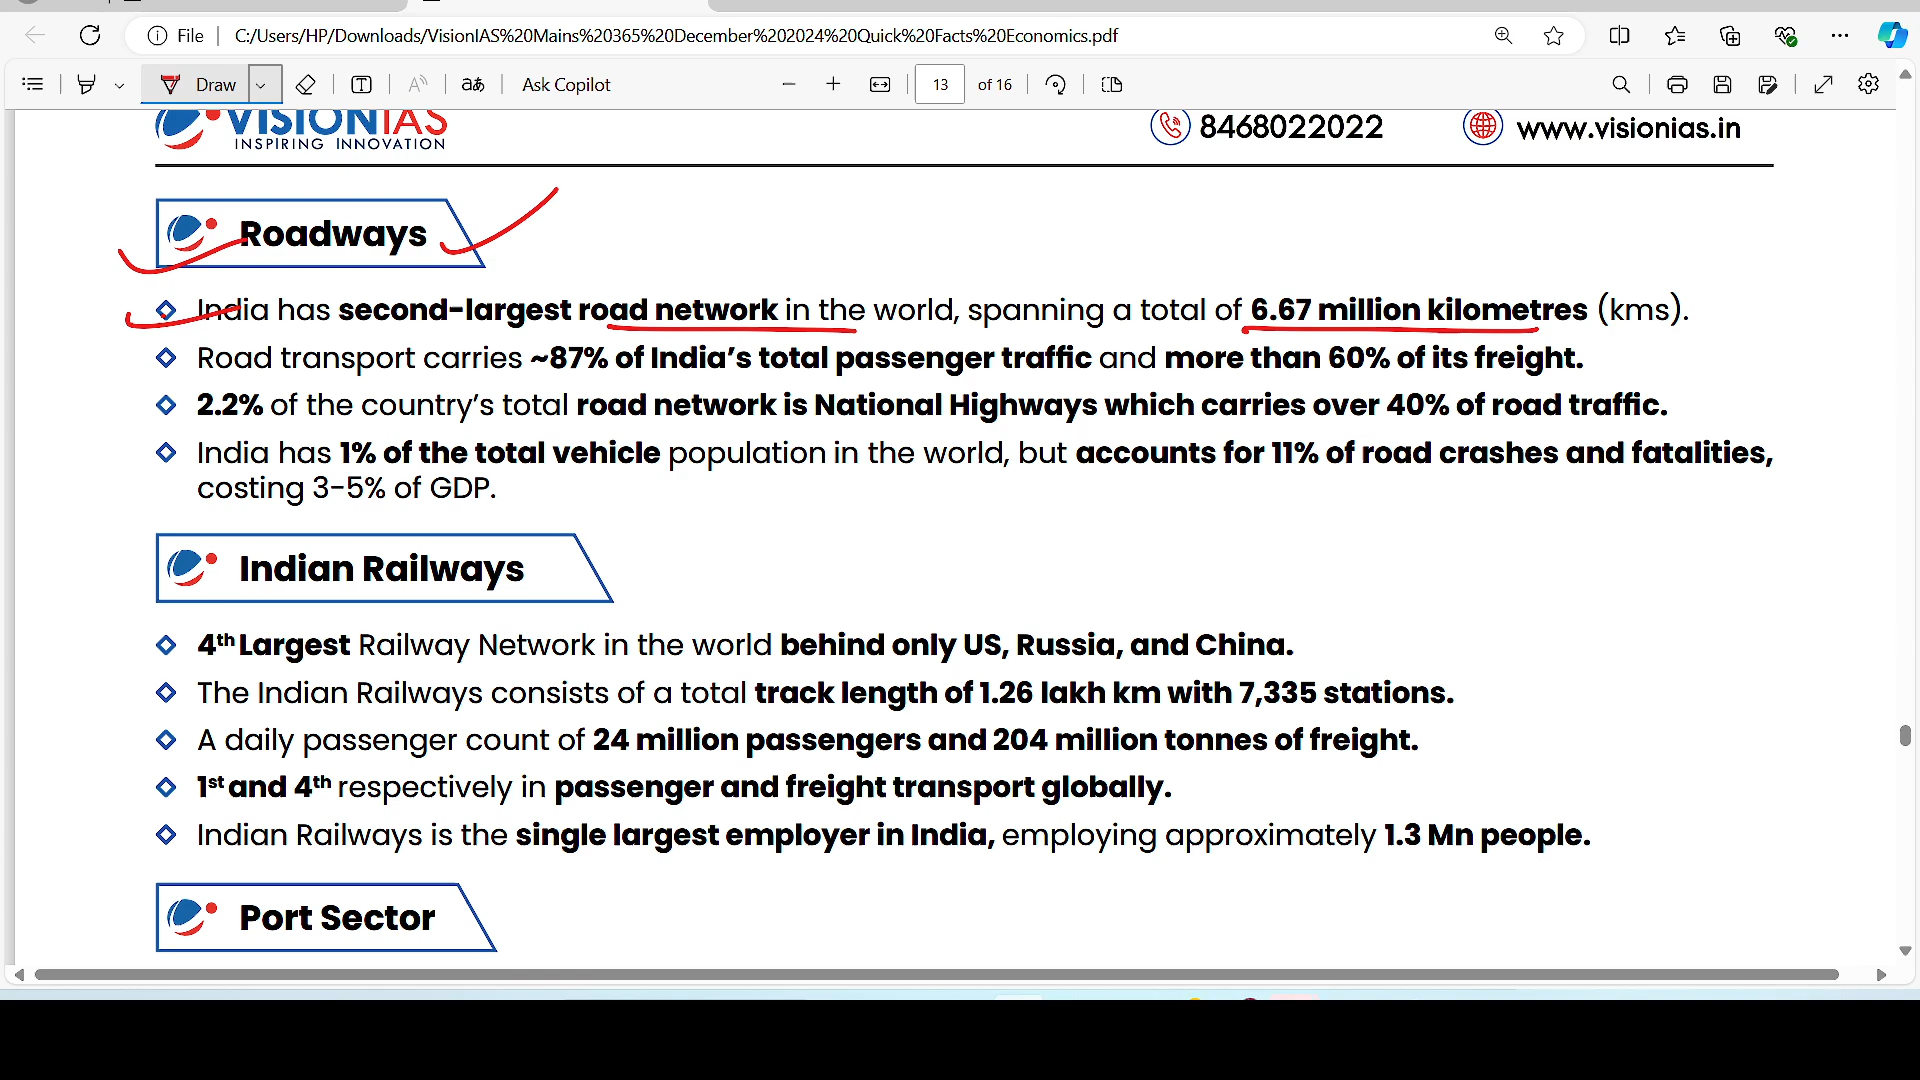 File C:/Users/HP/Downloads/VisionIAS%20Mains%20365%20December%202024%20Quick%20Facts%20Economics.pdf
Draw Ask Copilot 13 of 16
VISIONIAS 8468022022 www.visionias.in
INSPIRING INNOVATION
Roadways
India has second-largest road network in the world, spanning a total of 6.67 million kilometres (kms).
Road transport carries ~87% of India’s total passenger traffic and more than 60% of its freight.
2.2% of the country’s total road network is National Highways which carries over 40% of road traffic.
India has 1% of the total vehicle population in the world, but accounts for 11% of road crashes and fatalities,
costing 3-5% of GDP.
Indian Railways
4th Largest Railway Network in the world behind only US, Russia, and China.
The Indian Railways consists of a total track length of 1.26 lakh km with 7,335 stations.
A daily passenger count of 24 million passengers and 204 million tonnes of freight.
1st and 4th respectively in passenger and freight transport globally.
Indian Railways is the single largest employer in India, employing approximately 1.3 Mn people.
Port Sector